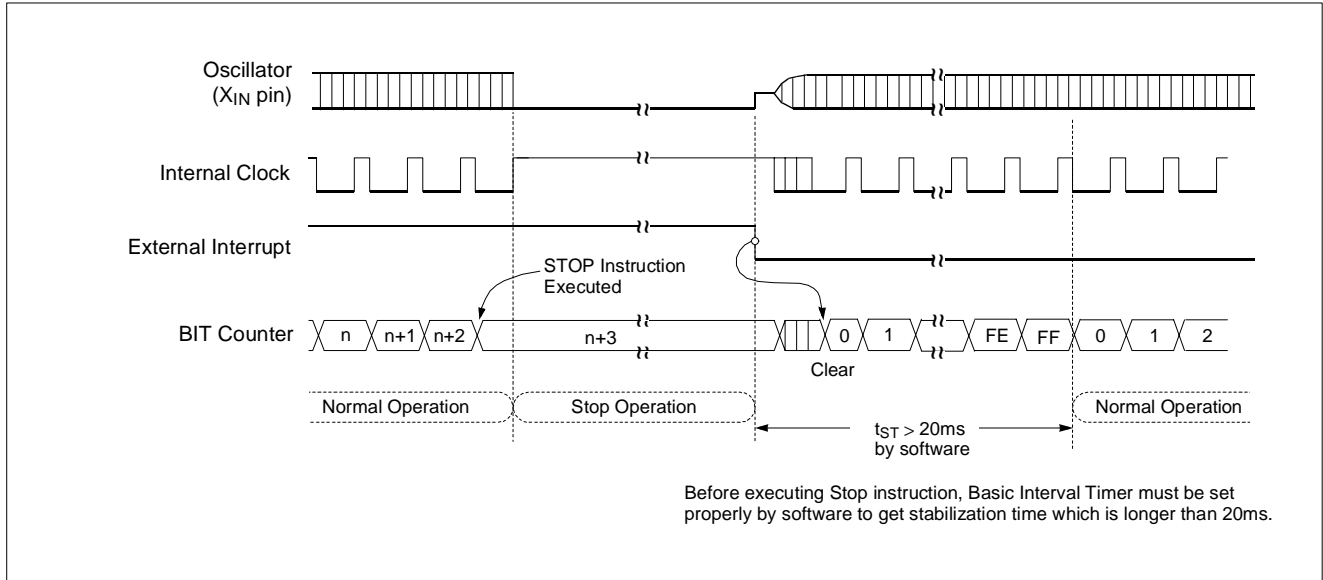 Oscillator
(XIN pin)
Internal Clock
External Interrupt
STOP Instruction
Executed
BIT Counter
n n+1 n+2 n+3 0 1 FE FF 0 1 2
Clear
Normal Operation Stop Operation Normal Operation
tST > 20ms
by software
Before executing Stop instruction, Basic Interval Timer must be set
properly by software to get stabilization time which is longer than 20ms.